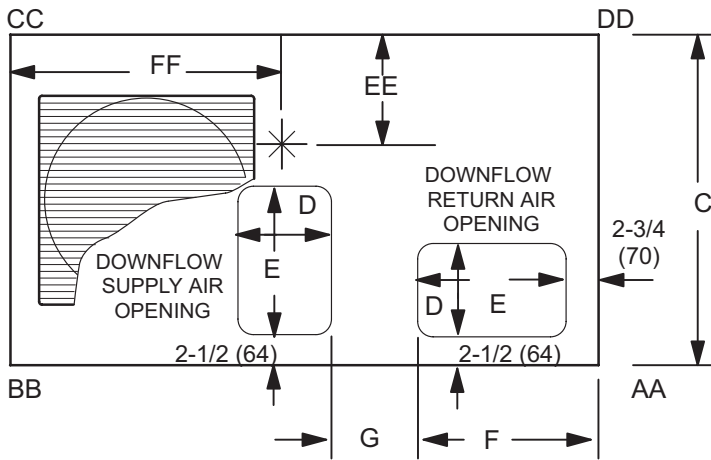 CC
DD
FF
EE
DOWNFLOW
RETURN AIR
OPENING
C
2-3/4
(70)
D
E
D
E
DOWNFLOW
SUPPLY AIR
OPENING
2-1/2 (64)
2-1/2 (64)
BB
AA
G
F